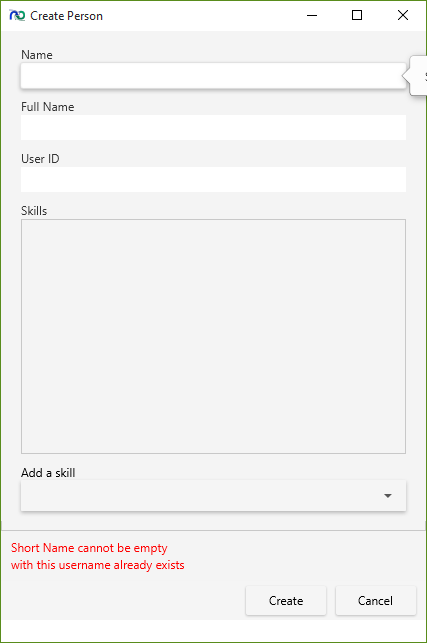 Create Person
Name
Full Name
User ID
Skills
Add a skill
Short Name cannot be empty
with this username already exists
Create
Cancel